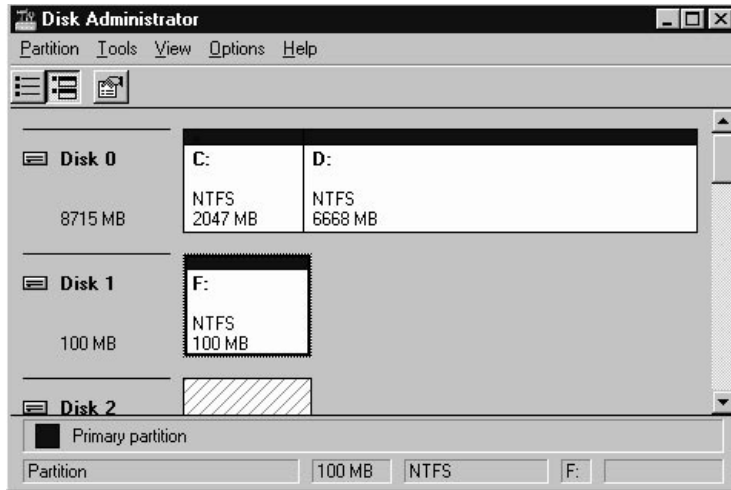 Disk Administrator
Partition Tools View Options Help
Disk 0
8715 MB
C:
NTFS
2047 MB
D:
NTFS
6668 MB
Disk 1
100 MB
F:
NTFS
100 MB
Disk 2
Primary partition
Partition 100 MB NTFS F: